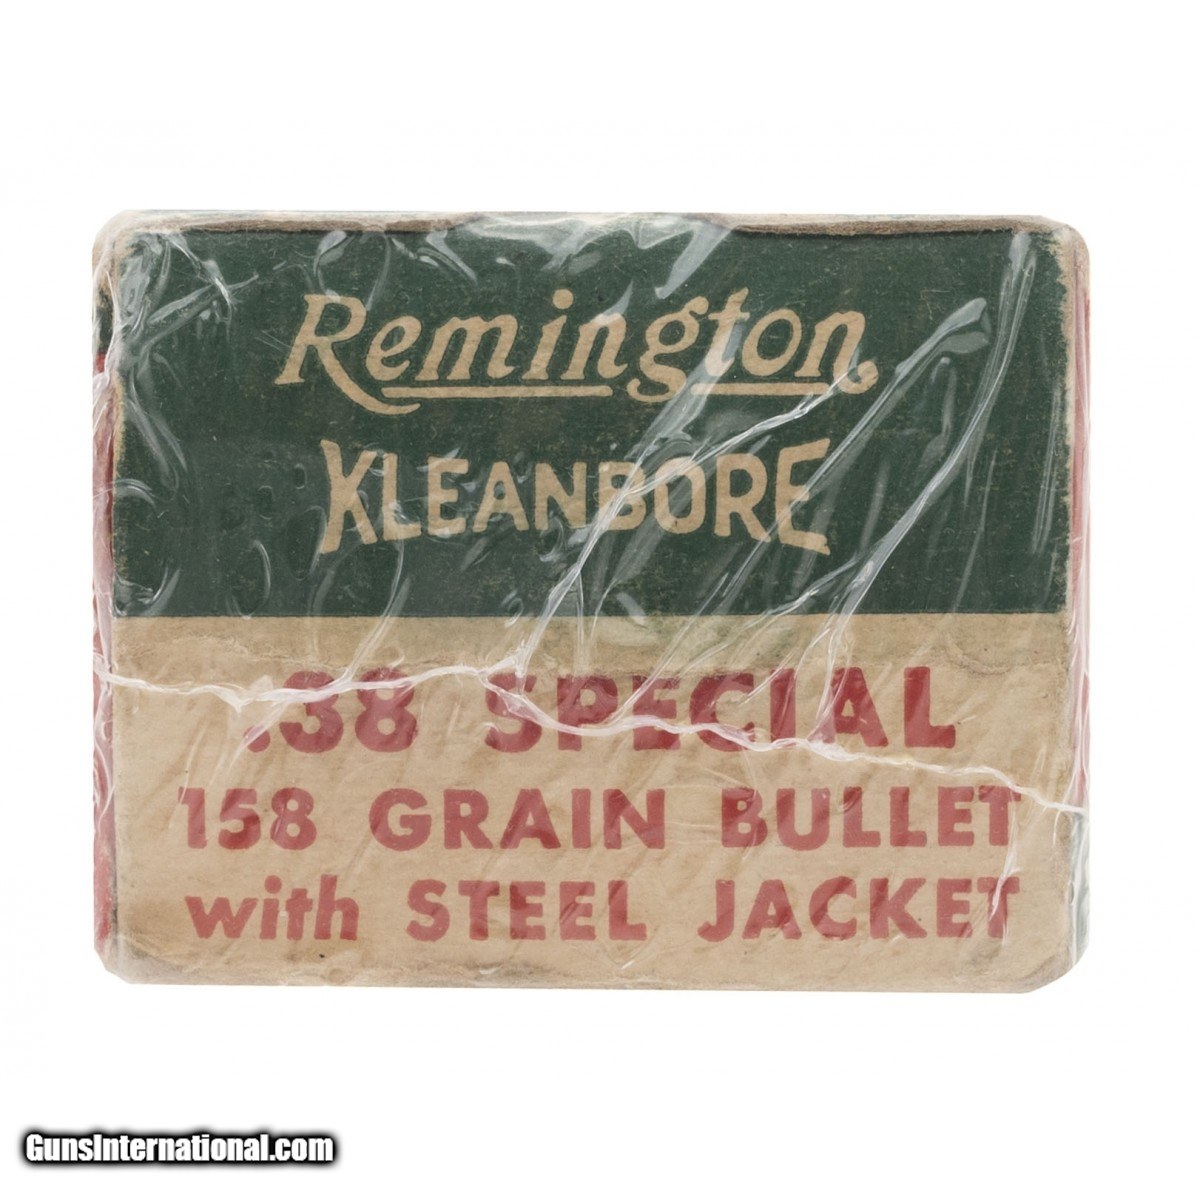 Remington
KLEANBORE
.38 SPECIAL
158 GRAIN BULLET
with STEEL JACKET
GunsInternational.com